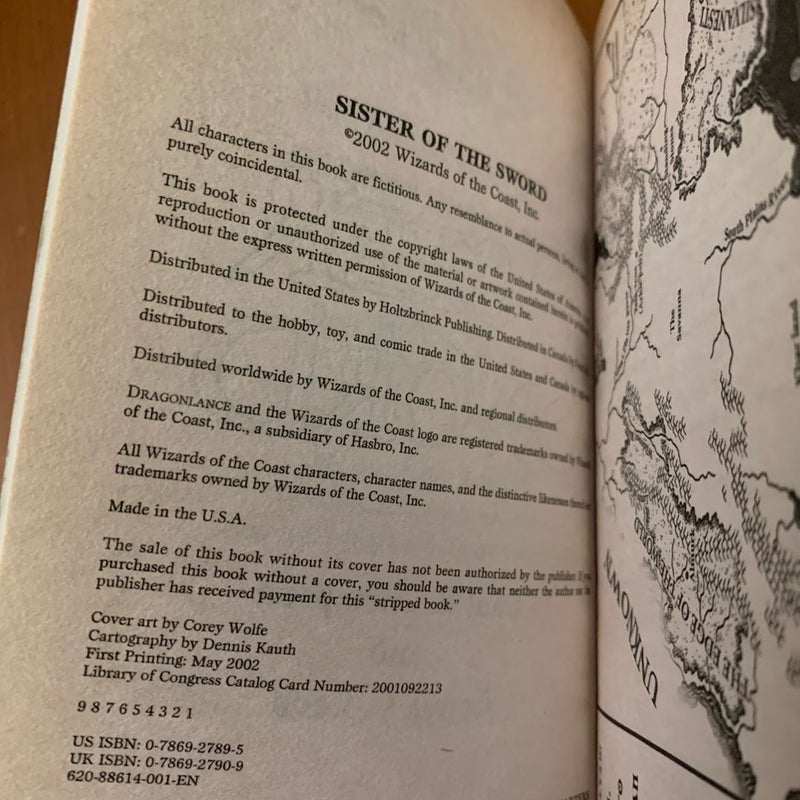 SISTER OF THE SWORD
©2002 Wizards of the Coast, Inc.
All characters in this book are fictitious. Any resemblance to actual persons,
purely coincidental.
This book is protected under the copyright laws of the United States of America.
reproduction or unauthorized use of the material or artwork contained herein is
without the express written permission of Wizards of the Coast, Inc.
Distributed in the United States by Holtzbrinck Publishing. Distributed in Canada by
Distributed to the hobby, toy, and comic trade in the United States and Canada by
distributors.
Distributed worldwide by Wizards of the Coast, Inc. and regional distributors.
DRAGONLANCE and the Wizards of the Coast logo are registered trademarks owned by
of the Coast, Inc., a subsidiary of Hasbro, Inc.
All Wizards of the Coast characters, character names, and the distinctive likenesses
trademarks owned by Wizards of the Coast, Inc.
Made in the U.S.A.
The sale of this book without its cover has not been authorized by the publisher. If
purchased this book without a cover, you should be aware that neither the author nor
publisher has received payment for this “stripped book.”
Cover art by Corey Wolfe
Cartography by Dennis Kauth
First Printing: May 2002
Library of Congress Catalog Card Number: 2001092213
9 8 7 6 5 4 3 2 1
US ISBN: 0-7869-2789-5
UK ISBN: 0-7869-2790-9
620-88614-001-EN
SILVANESTI
South Plains River
The
Savanna
UNKNOWN
THE EDGE OF